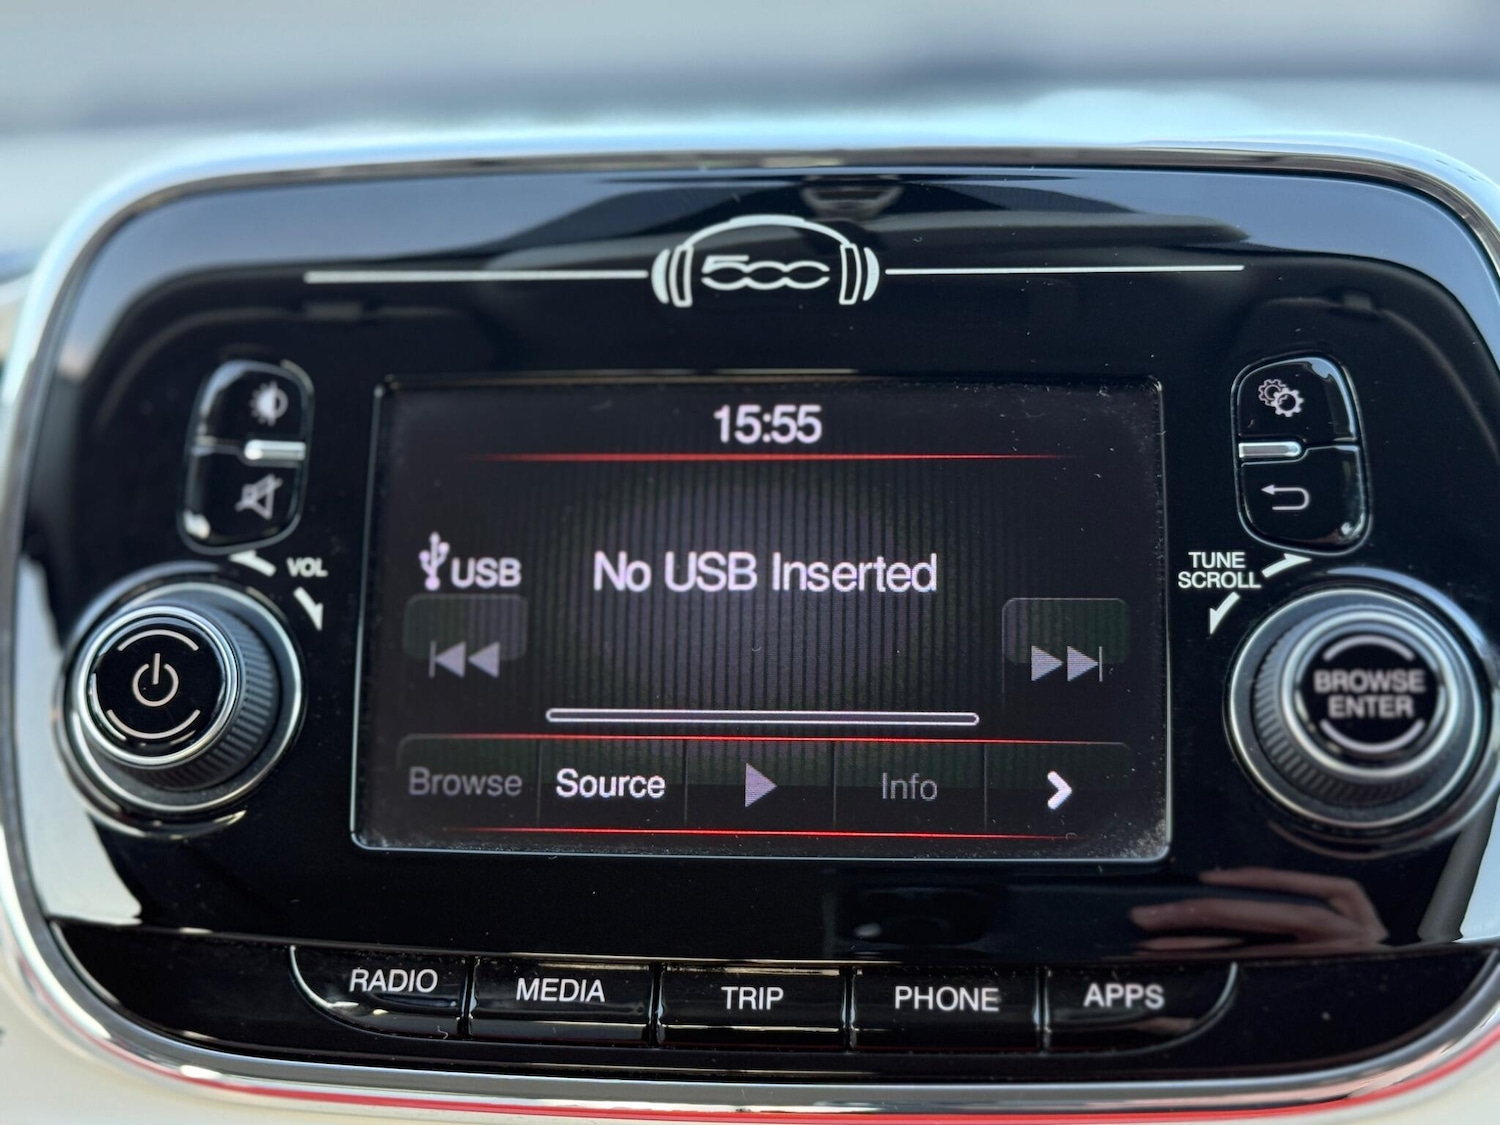 500
15:55
VOL
TUNE
SCROLL
USB
No USB Inserted
BROWSE
ENTER
Browse
Source
Info
RADIO
MEDIA
TRIP
PHONE
APPS